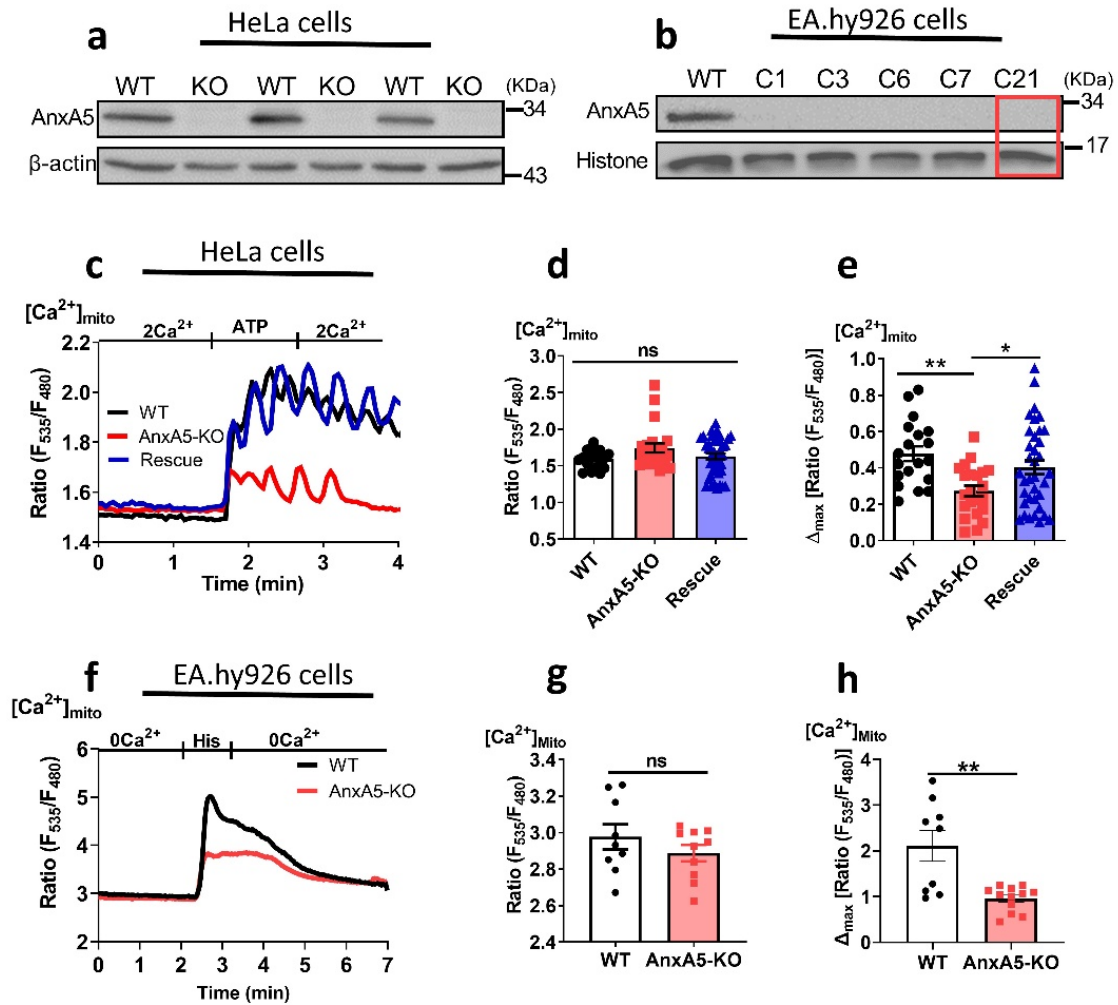 a
HeLa cells
WT KO WT KO WT KO (KDa)
AnxA5
34
β-actin
43
b
EA.hy926 cells
WT C1 C3 C6 C7 C21 (KDa)
AnxA5
34
17
Histone
c
HeLa cells
[Ca²⁺]mito
2Ca²⁺ ATP 2Ca²⁺
2.2
2.0
1.8
1.6
1.4
Ratio (F₅₃₅/F₄₈₀)
WT
AnxA5-KO
Rescue
0 1 2 3 4
Time (min)
d
[Ca²⁺]mito
ns
3.0
2.5
2.0
1.5
1.0
0.5
Ratio (F₅₃₅/F₄₈₀)
WT
AnxA5-KO
Rescue
e
[Ca²⁺]mito
** *
1.0
0.8
0.6
0.4
0.2
0.0
Δmax [Ratio (F₅₃₅/F₄₈₀)]
WT
AnxA5-KO
Rescue
f
EA.hy926 cells
[Ca²⁺]mito
0Ca²⁺ His 0Ca²⁺
6
5
4
3
2
Ratio (F₅₃₅/F₄₈₀)
WT
AnxA5-KO
0 1 2 3 4 5 6 7
Time (min)
g
[Ca²⁺]Mito
ns
3.4
3.2
3.0
2.8
2.6
2.4
Ratio (F₅₃₅/F₄₈₀)
WT AnxA5-KO
h
[Ca²⁺]Mito
**
4
3
2
1
0
Δmax [Ratio (F₅₃₅/F₄₈₀)]
WT AnxA5-KO